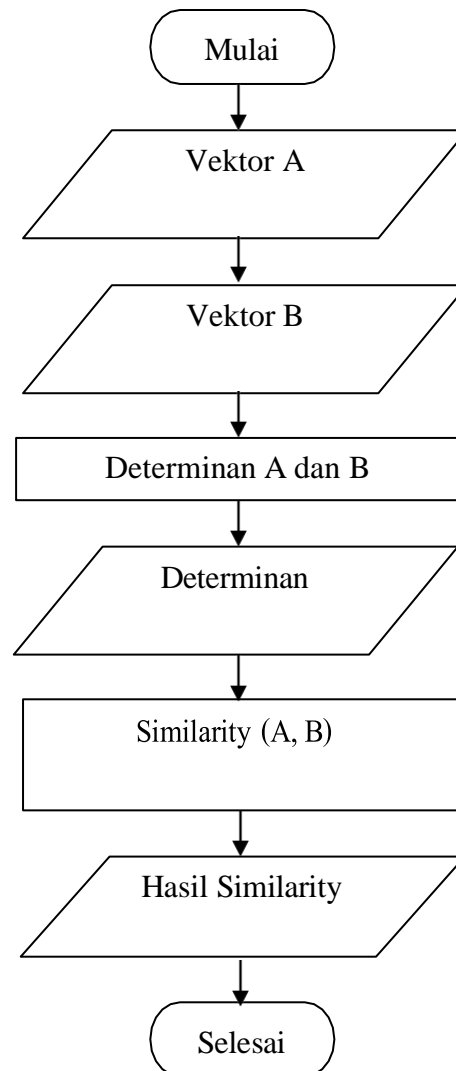 Mulai
Vektor A
Vektor B
Determinan A dan B
Determinan
Similarity (A, B)
Hasil Similarity
Selesai